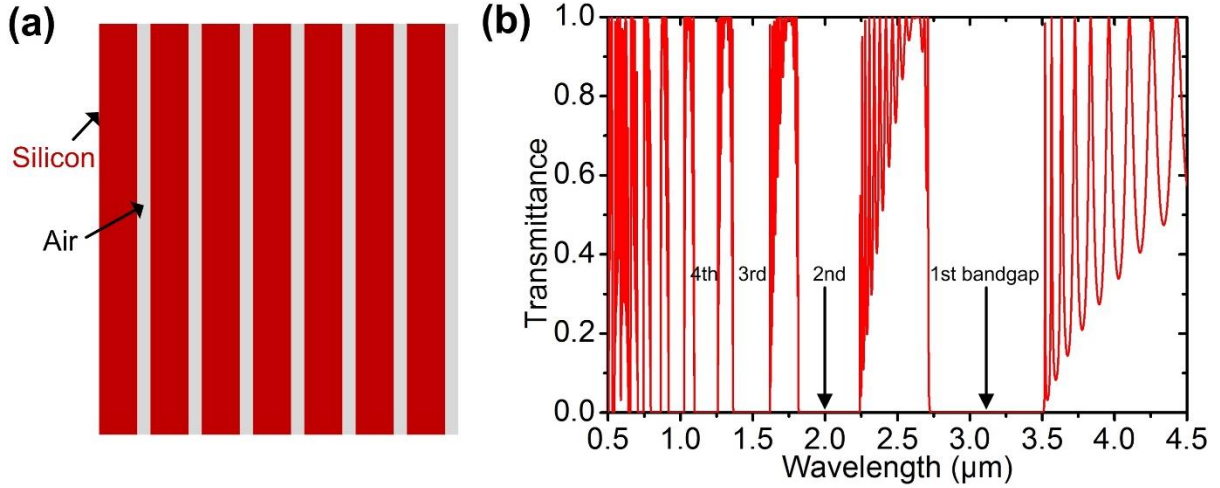 (a)
Silicon
Air
(b)
Transmittance
1.0
0.8
0.6
0.4
0.2
0.0
4th
3rd
2nd
1st bandgap
0.5 1.0 1.5 2.0 2.5 3.0 3.5 4.0 4.5
Wavelength (μm)